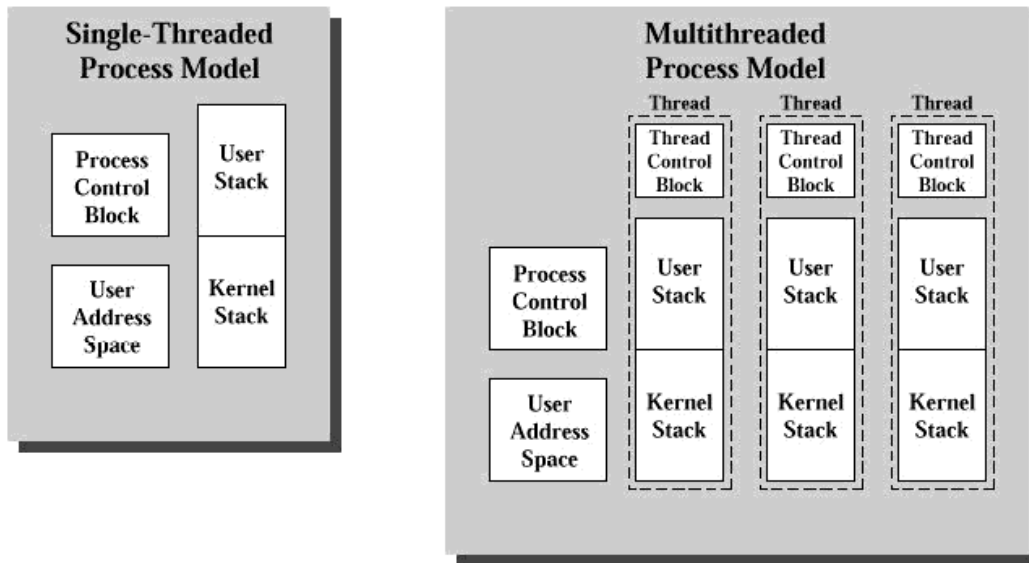 Single-Threaded
Process Model
Process
Control
Block
User
Stack
User
Address
Space
Kernel
Stack
Multithreaded
Process Model
Thread
Thread
Thread
Thread
Control
Block
Thread
Control
Block
Thread
Control
Block
Process
Control
Block
User
Stack
User
Stack
User
Stack
User
Address
Space
Kernel
Stack
Kernel
Stack
Kernel
Stack